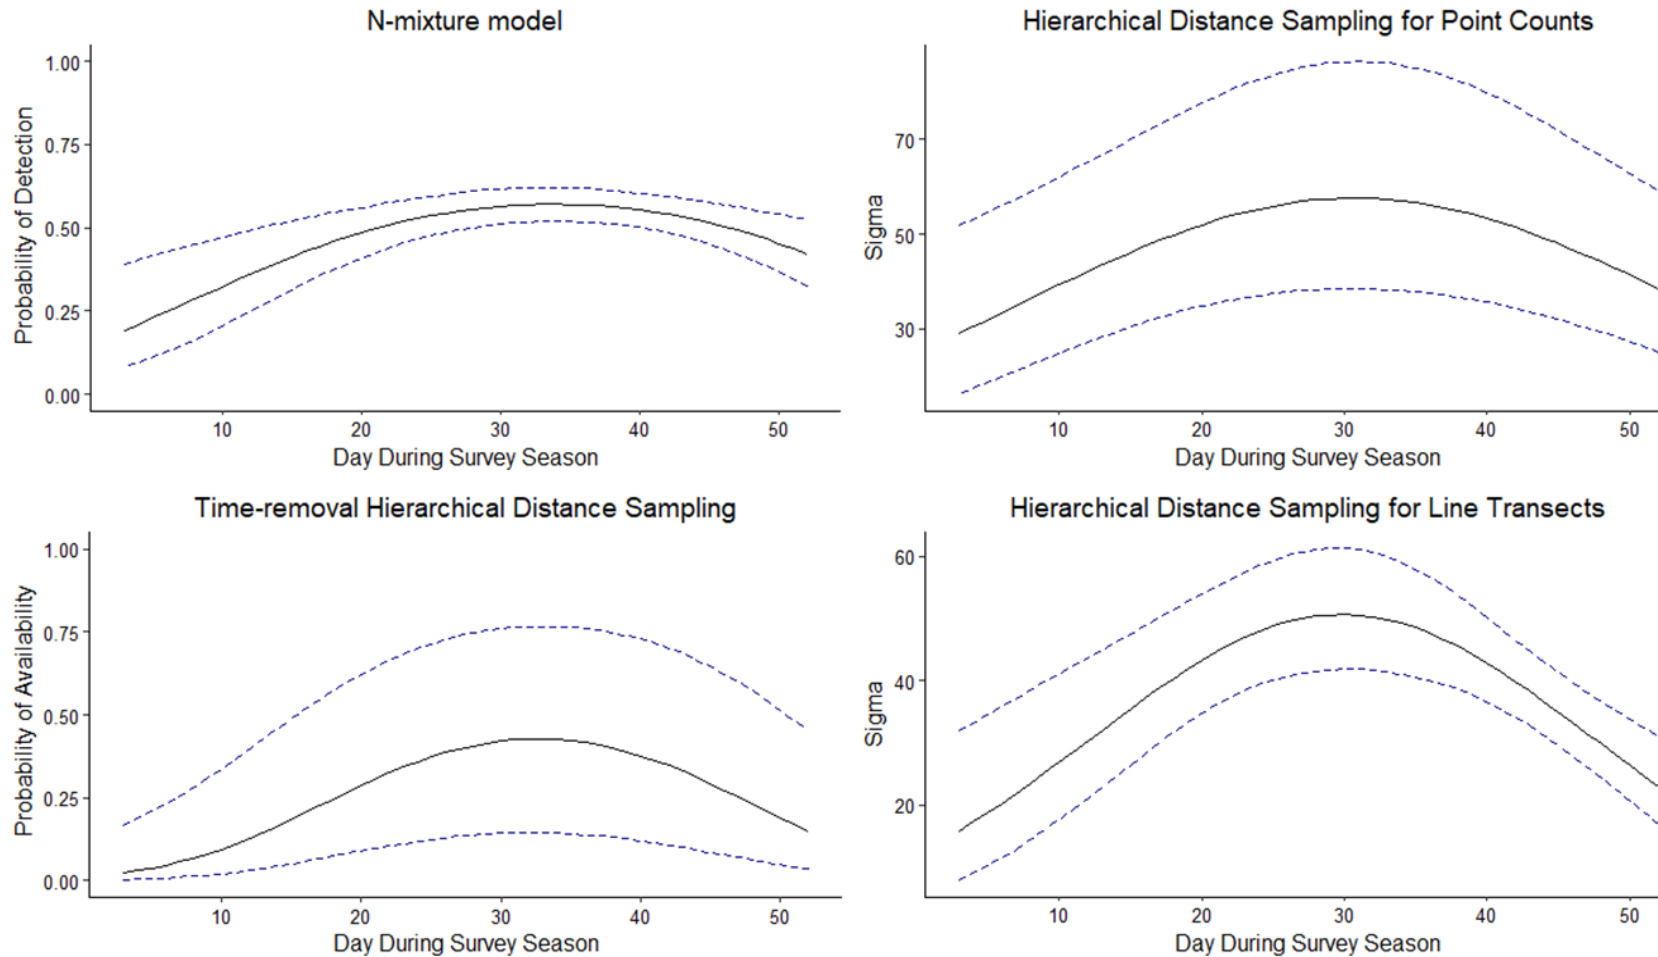 N-mixture model
1.00
0.75
0.50
0.25
0.00
Probability of Detection
10 20 30 40 50
Day During Survey Season
Hierarchical Distance Sampling for Point Counts
70
50
30
Sigma
10 20 30 40 50
Day During Survey Season
Time-removal Hierarchical Distance Sampling
1.00
0.75
0.50
0.25
0.00
Probability of Availability
10 20 30 40 50
Day During Survey Season
Hierarchical Distance Sampling for Line Transects
60
40
20
Sigma
10 20 30 40 50
Day During Survey Season